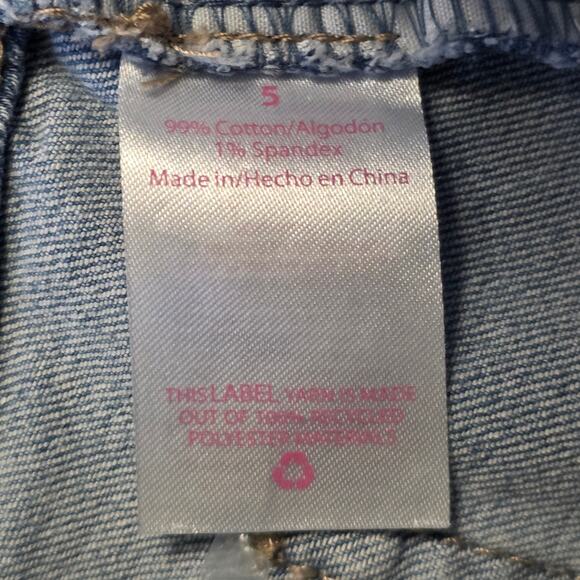 5
99% Cotton/Algodón
1% Spandex
Made in/Hecho en China
THIS LABEL YARN IS MADE
OUT OF 100% RECYCLED
POLYESTER MATERIALS